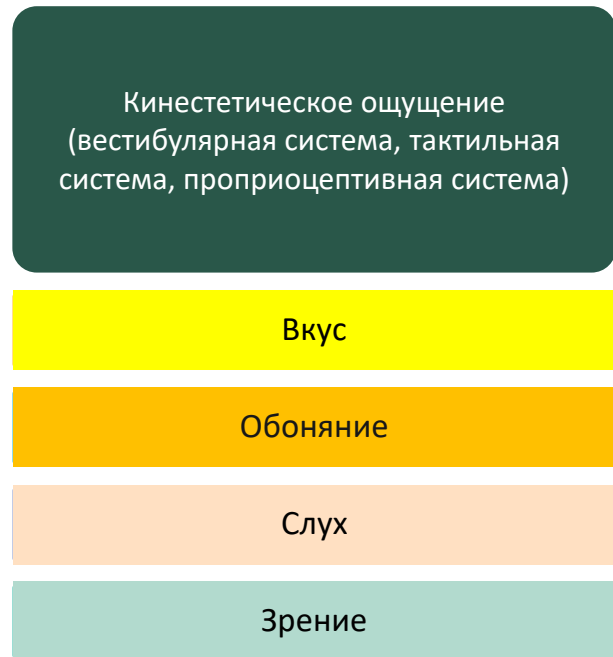 Кинестетическое ощущение
(вестибулярная система, тактильная
система, проприоцептивная система)
Вкус
Обоняние
Слух
Зрение